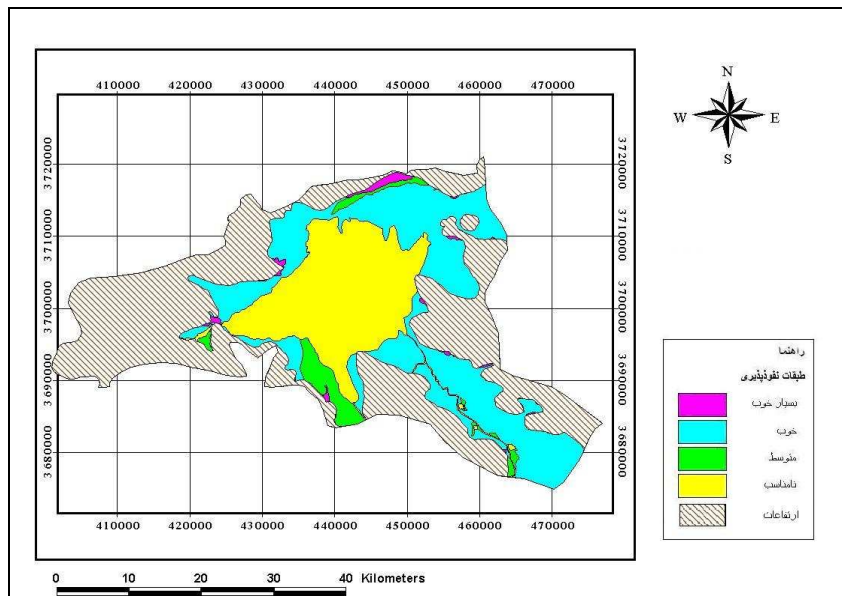 410000 420000 430000 440000 450000 460000 470000
3720000 3720000
3710000 3710000
3700000 3700000
3690000 3690000
3680000 3680000
410000 420000 430000 440000 450000 460000 470000
0 10 20 30 40 Kilometers
N
W E
S
راهنما
طبقات نفوذپذیری
بسیار خوب
خوب
متوسط
نامناسب
ارتفاعات